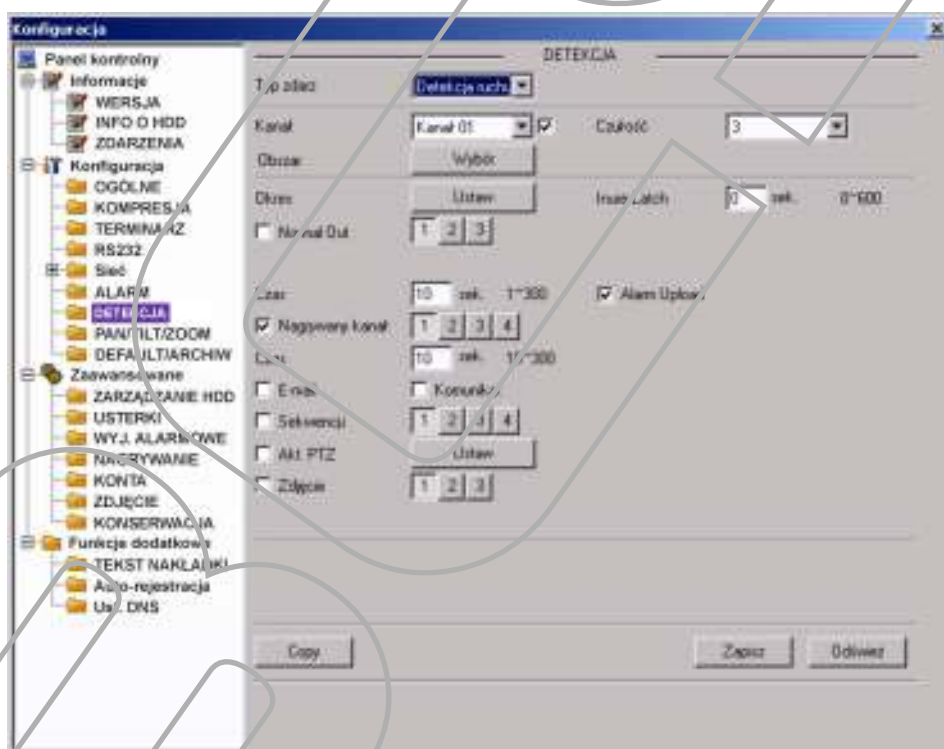 Konfiguracja
Panel kontrolny
Informacje
WERSJA
INFO O HDD
ZDARZENIA
Konfiguracja
OGÓLNE
KOMPRESJA
TERMINARZ
RS232
Sieć
ALARM
DETEKCJA
PAN/TILT/ZOOM
DEFAULT/ARCHIW
Zaawansowane
ZARZĄDZANIE HDD
USTERKI
WYJ. ALARMOWE
NAGRYWANIE
KONTA
ZDJĘCIE
KONSERWACJA
Funkcje dodatkowe
TEKST NAKŁADKI
Auto-rejestracja
Ust. DNS
DETEKCJA
Typ zdarz Detekcja ruchu
Kanał Kanał 01 Czułość 3
Obszar Wybór
Okres Ustaw Latch 0 sek. 0~600
Normal Out 1 2 3
Czas 10 sek. 1~300 Alarm Upload
Nagrywany kanał 1 2 3 4
Czas 10 sek. 10~300
E-mail Komunikat
Sekwencji 1 2 3 4
Akt. PTZ Ustaw
Zdjęcie 1 2 3
Copy Zapisz Odśwież